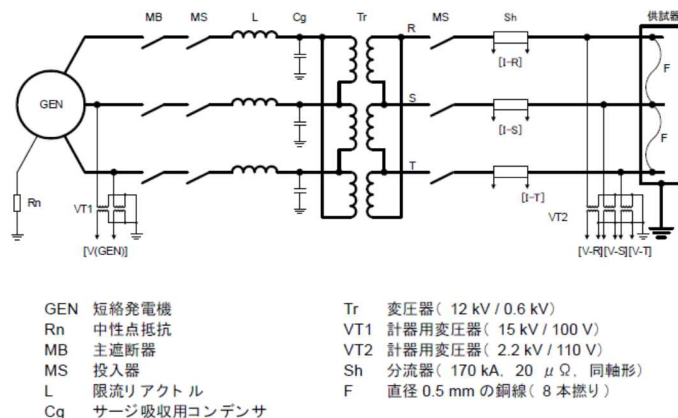 MB MS L Cg Tr MS Sh 供試器
R
[I-R]
F
GEN
S
[I-S]
F
T
[I-T]
Rn VT1 VT2
[V(GEN)] [V-R] [V-S] [V-T]
GEN 短絡発電機
Rn 中性点抵抗
MB 主遮断器
MS 投入器
L 限流リアクトル
Cg サージ吸収用コンデンサ
Tr 変圧器( 12 kV / 0.6 kV)
VT1 計器用変圧器( 15 kV / 100 V)
VT2 計器用変圧器( 2.2 kV / 110 V)
Sh 分流器( 170 kA, 20 μΩ, 同軸形)
F 直径 0.5 mm の銅線( 8 本撚り)